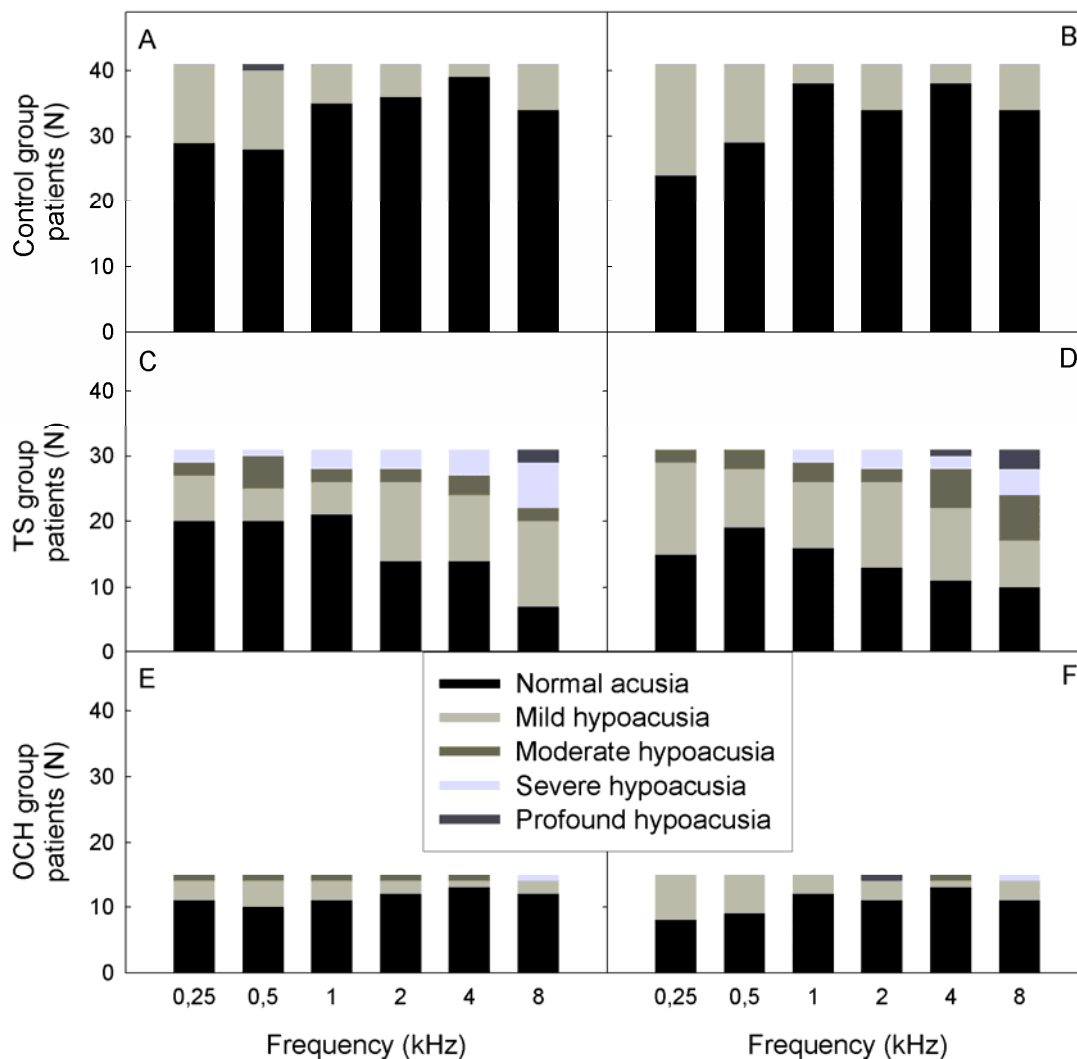 A
B
Control group
patients (N)
40
30
20
10
0
C
D
TS group
patients (N)
40
30
20
10
0
E
F
OCH group
patients (N)
40
30
20
10
0
Normal acusia
Mild hypoacusia
Moderate hypoacusia
Severe hypoacusia
Profound hypoacusia
0,25 0,5 1 2 4 8
0,25 0,5 1 2 4 8
Frequency (kHz)
Frequency (kHz)